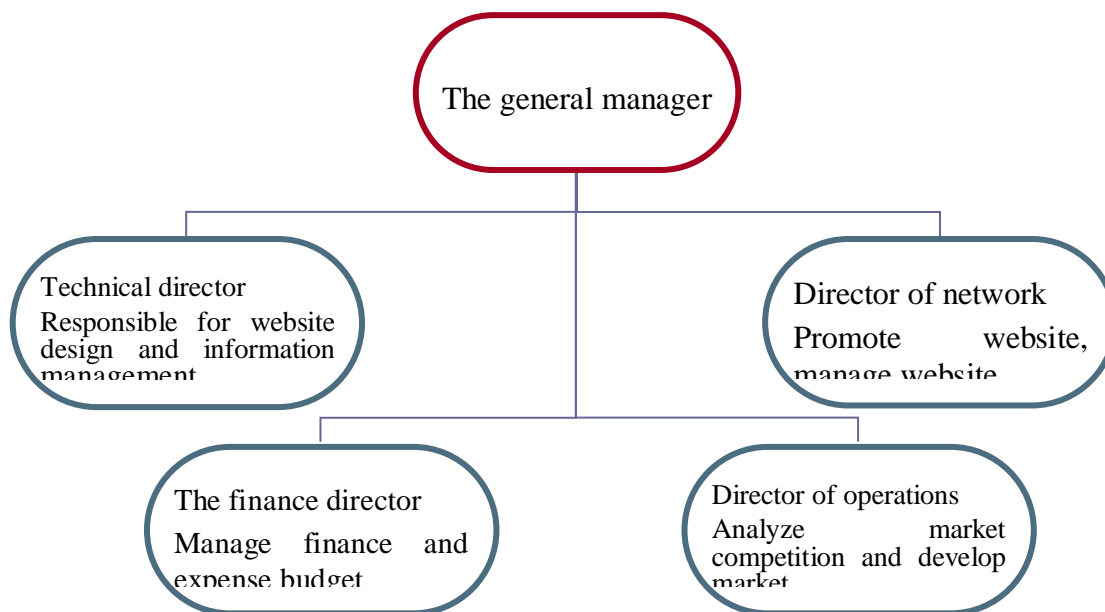 The general manager
Technical director
Responsible for website
design and information
management
Director of network
Promote website,
manage website
The finance director
Manage finance and
expense budget
Director of operations
Analyze market
competition and develop
market